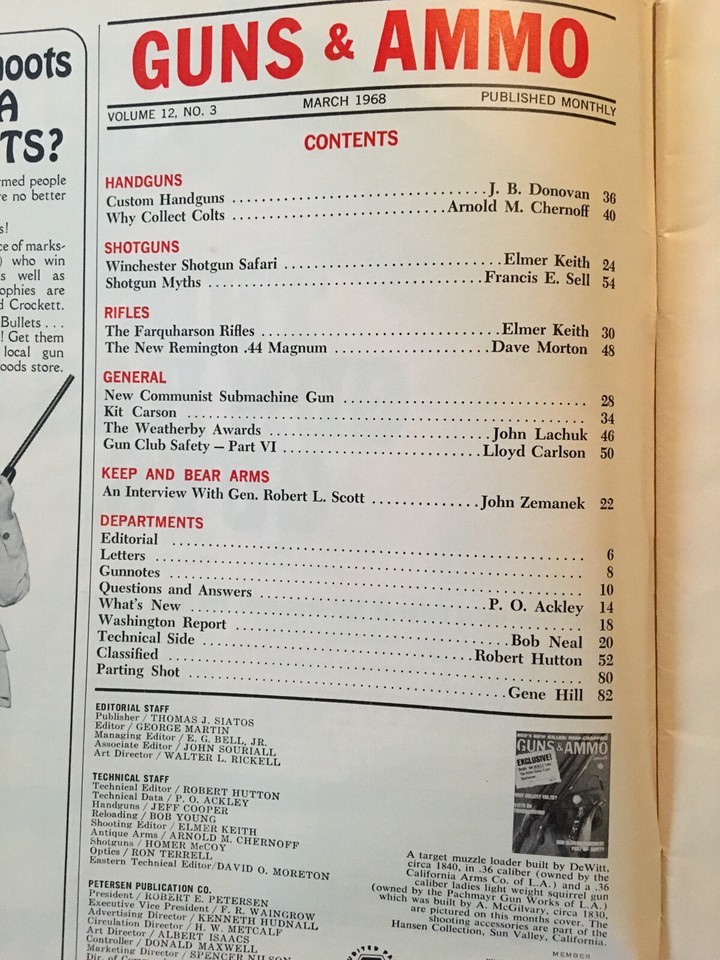 hoots
A
TS?
rmed people
re no better
s!
ce of marks-
) who win
s well as
ophies are
d Crockett.
Bullets . . .
! Get them
local gun
oods store.
GUNS & AMMO
VOLUME 12, NO. 3 MARCH 1968 PUBLISHED MONTHLY
CONTENTS
HANDGUNS
Custom Handguns J. B. Donovan 36
Why Collect Colts Arnold M. Chernoff 40
SHOTGUNS
Winchester Shotgun Safari Elmer Keith 24
Shotgun Myths Francis E. Sell 54
RIFLES
The Farquharson Rifles Elmer Keith 30
The New Remington .44 Magnum Dave Morton 48
GENERAL
New Communist Submachine Gun 28
Kit Carson 34
The Weatherby Awards John Lachuk 46
Gun Club Safety – Part VI Lloyd Carlson 50
KEEP AND BEAR ARMS
An Interview With Gen. Robert L. Scott John Zemanek 22
DEPARTMENTS
Editorial 6
Letters 8
Gunnotes 10
Questions and Answers P. O. Ackley 14
What's New 18
Washington Report Bob Neal 20
Technical Side Robert Hutton 52
Classified 80
Parting Shot Gene Hill 82
EDITORIAL STAFF
Publisher / THOMAS J. SIATOS
Editor / GEORGE MARTIN
Managing Editor / E. G. BELL, JR.
Associate Editor / JOHN SOURIALL
Art Director / WALTER L. RICKELL
TECHNICAL STAFF
Technical Editor / ROBERT HUTTON
Technical Data / P. O. ACKLEY
Handguns / JEFF COOPER
Reloading / BOB YOUNG
Shooting Editor / ELMER KEITH
Antique Arms / ARNOLD M. CHERNOFF
Shotguns / HOMER McCOY
Optics / RON TERRELL
Eastern Technical Editor/DAVID O. MORETON
PETERSEN PUBLICATION CO.
President / ROBERT E. PETERSEN
Executive Vice President / F. R. WAINGROW
Advertising Director / KENNETH HUDNALL
Circulation Director / H. W. METCALF
Art Director / ALBERT ISAACS
Controller / DONALD MAXWELL
Marketing Director / SPENCER NILSON
GUNS & AMMO
EXCLUSIVE!
A target muzzle loader built by DeWitt,
circa 1840, in .36 caliber (owned by the
California Arms Co. of L.A.) and a .36
caliber ladies light weight squirrel gun
(owned by the Pachmayr Gun Works of L.A.)
which was built by A. McGilvary, circa 1830,
are pictured on this months cover. The
shooting accessories are part of the
Hansen Collection, Sun Valley, California.
MEMBER